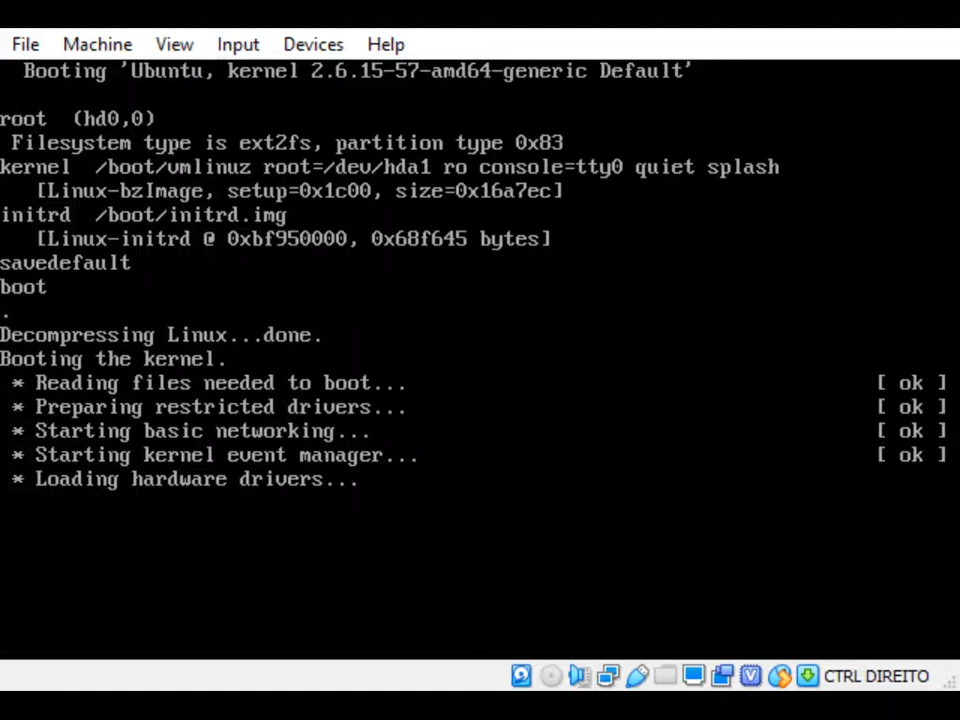 File Machine View Input Devices Help
Booting 'Ubuntu, kernel 2.6.15-57-amd64-generic Default'
root (hd0,0)
Filesystem type is ext2fs, partition type 0x83
kernel /boot/vmlinuz root=/dev/hda1 ro console=tty0 quiet splash
[Linux-bzImage, setup=0x1c00, size=0x16a7ec]
initrd /boot/initrd.img
[Linux-initrd @ 0xbf950000, 0x68f645 bytes]
savedefault
boot
.
Decompressing Linux...done.
Booting the kernel.
* Reading files needed to boot... [ ok ]
* Preparing restricted drivers... [ ok ]
* Starting basic networking... [ ok ]
* Starting kernel event manager... [ ok ]
* Loading hardware drivers...
CTRL DIREITO